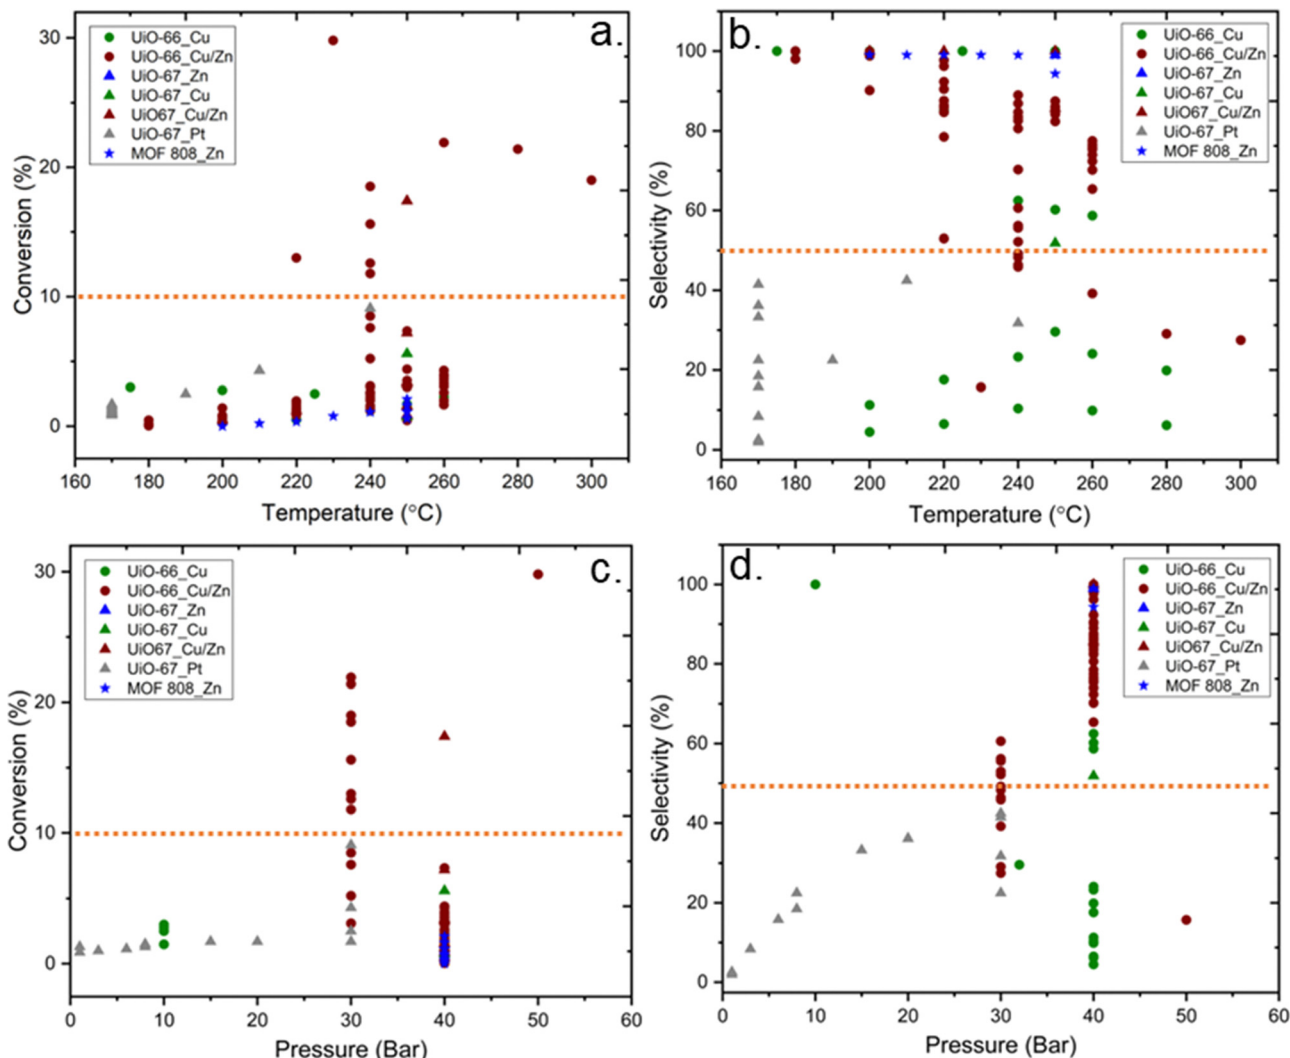 a.
30
20
10
0
Conversion (%)
UiO-66_Cu
UiO-66_Cu/Zn
UiO-67_Zn
UiO-67_Cu
UiO67_Cu/Zn
UiO-67_Pt
MOF 808_Zn
160 180 200 220 240 260 280 300
Temperature (°C)
b.
100
80
60
40
20
0
Selectivity (%)
UiO-66_Cu
UiO-66_Cu/Zn
UiO-67_Zn
UiO-67_Cu
UiO67_Cu/Zn
UiO-67_Pt
MOF 808_Zn
160 180 200 220 240 260 280 300
Temperature (°C)
c.
30
20
10
0
Conversion (%)
UiO-66_Cu
UiO-66_Cu/Zn
UiO-67_Zn
UiO-67_Cu
UiO67_Cu/Zn
UiO-67_Pt
MOF 808_Zn
0 10 20 30 40 50 60
Pressure (Bar)
d.
100
80
60
40
20
0
Selectivity (%)
UiO-66_Cu
UiO-66_Cu/Zn
UiO-67_Zn
UiO-67_Cu
UiO67_Cu/Zn
UiO-67_Pt
MOF 808_Zn
0 10 20 30 40 50 60
Pressure (Bar)